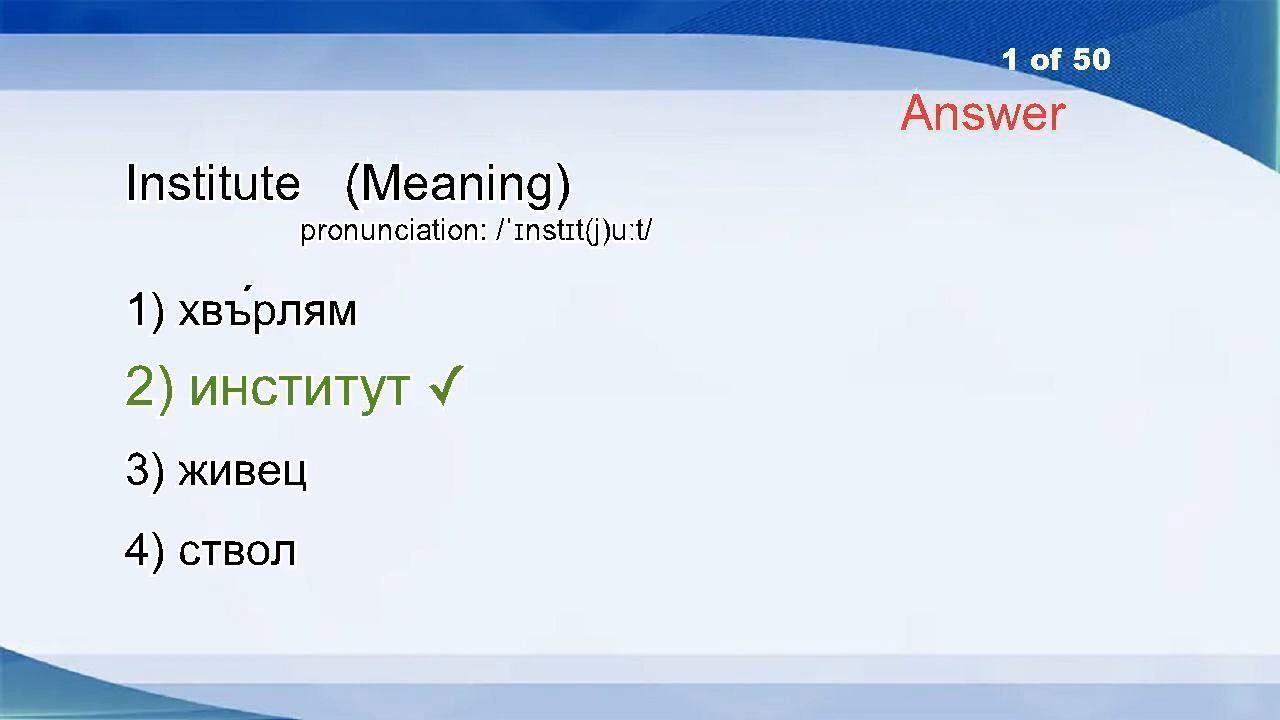 1 of 50
Answer
Institute (Meaning)
pronunciation: /ˈɪnstɪt(j)uːt/
1) хвъ́рлям
2) институт ✓
3) живец
4) ствол